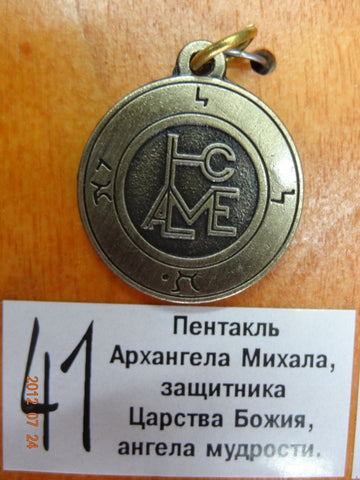 41
Пентакль
Архангела Михала,
защитника
Царства Божия,
ангела мудрости.
2012 07 24